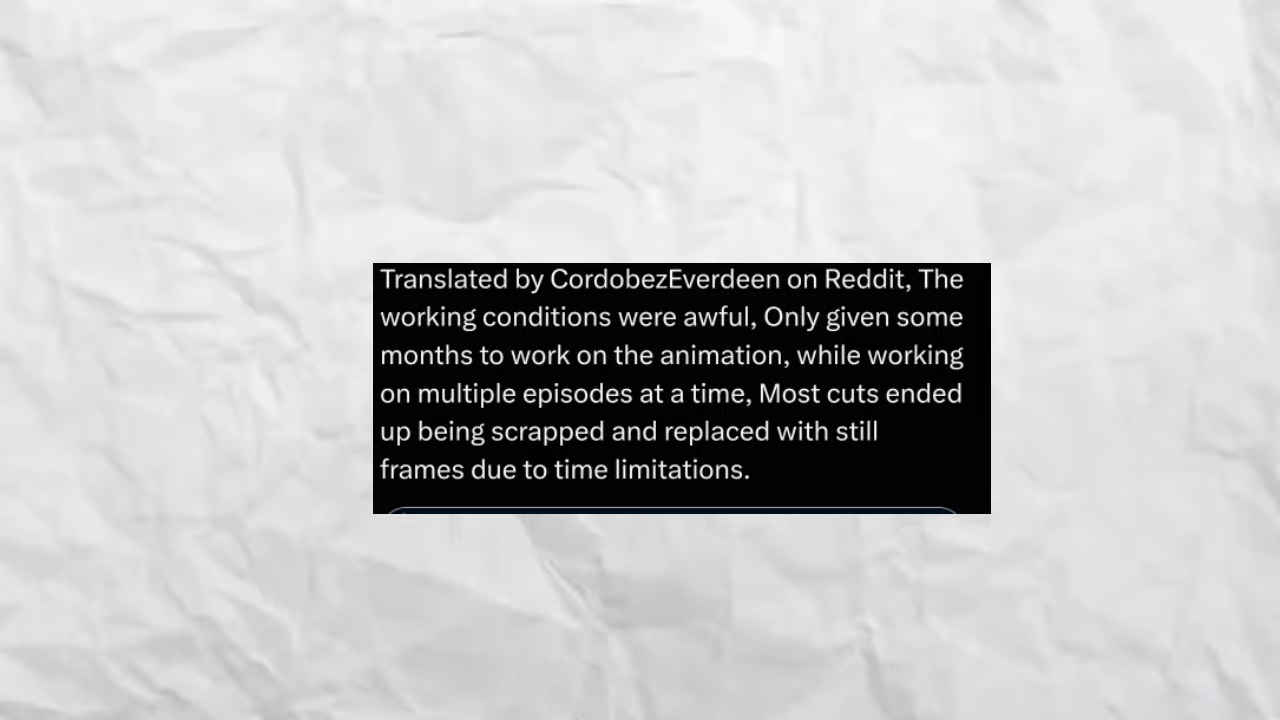 Translated by CordobezEverdeen on Reddit, The
working conditions were awful, Only given some
months to work on the animation, while working
on multiple episodes at a time, Most cuts ended
up being scrapped and replaced with still
frames due to time limitations.